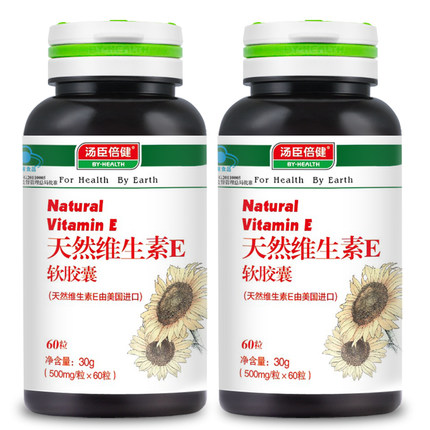 汤臣倍健®
BY-HEALTH
For Health By Earth
Natural
Vitamin E
天然维生素E
软胶囊
(天然维生素E由美国进口)
60粒
净含量: 30g
(500mg/粒×60粒)
汤臣倍健®
BY-HEALTH
For Health By Earth
Natural
Vitamin E
天然维生素E
软胶囊
(天然维生素E由美国进口)
60粒
净含量: 30g
(500mg/粒×60粒)